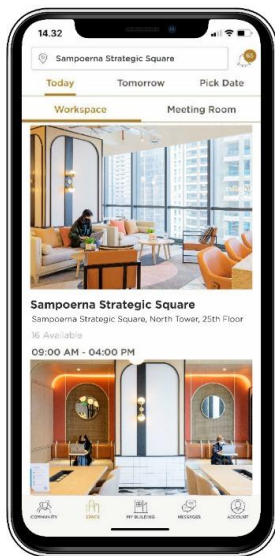 14.32
Sampoerna Strategic Square
Today Tomorrow Pick Date
Workspace Meeting Room
Sampoerna Strategic Square
Sampoerna Strategic Square, North Tower, 25th Floor
16 Available
09:00 AM - 04:00 PM
COMMUNITY SPACE MY BUILDING MESSAGES ACCOUNT